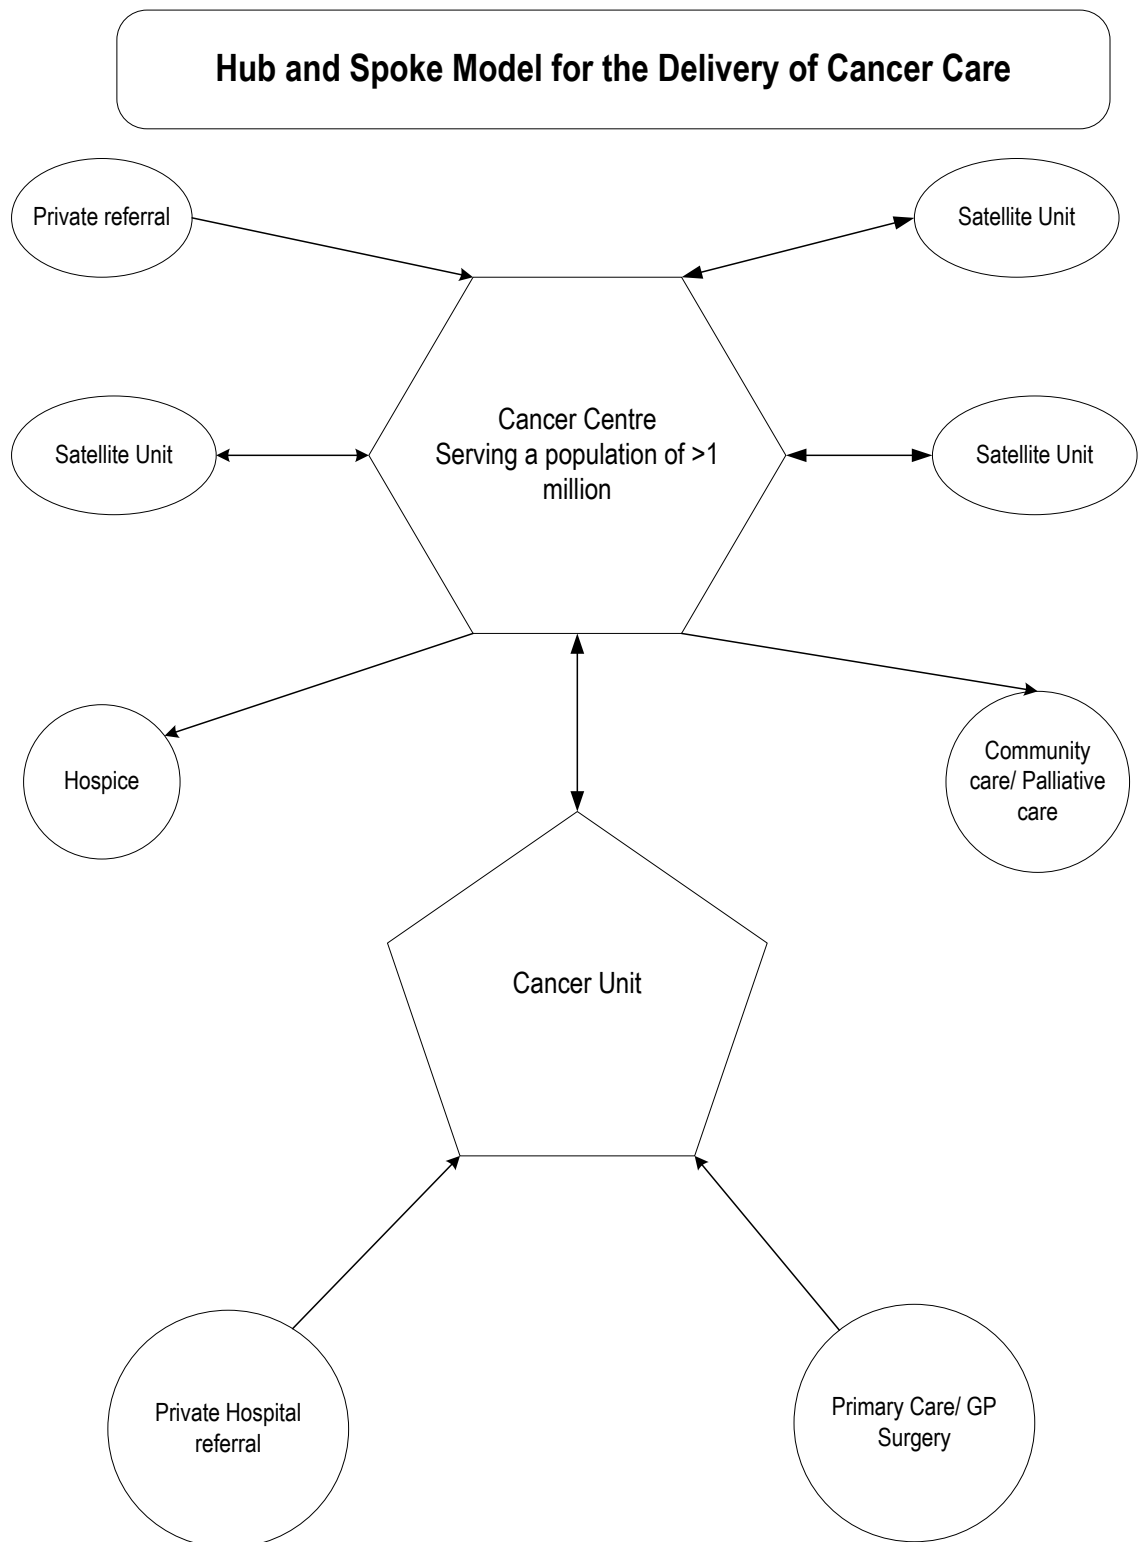 Hub and Spoke Model for the Delivery of Cancer Care
Private referral
Satellite Unit
Satellite Unit
Cancer Centre
Serving a population of >1
million
Satellite Unit
Hospice
Community
care/ Palliative
care
Cancer Unit
Private Hospital
referral
Primary Care/ GP
Surgery